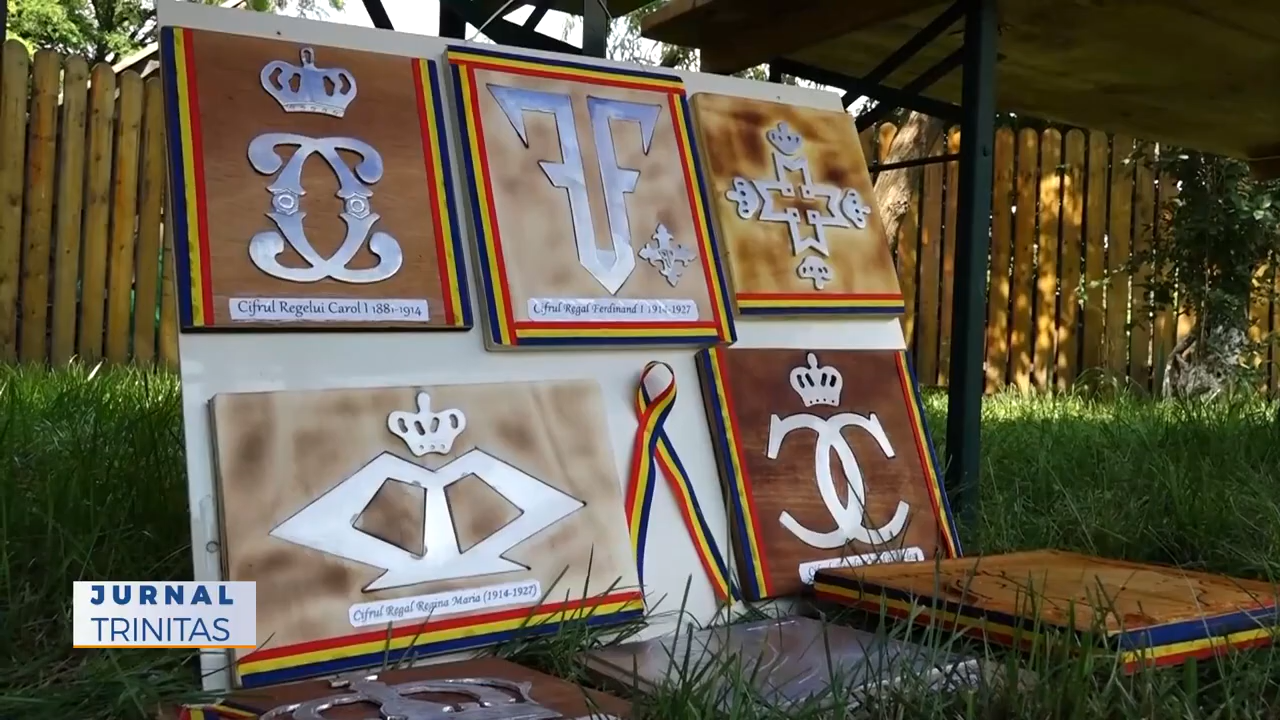 Cifrul Regelui Carol I 1881-1914
Cifrul Regal Ferdinand I 1914-1927
Cifrul Regal Regina Maria (1914-1927)
JURNAL
TRINITAS